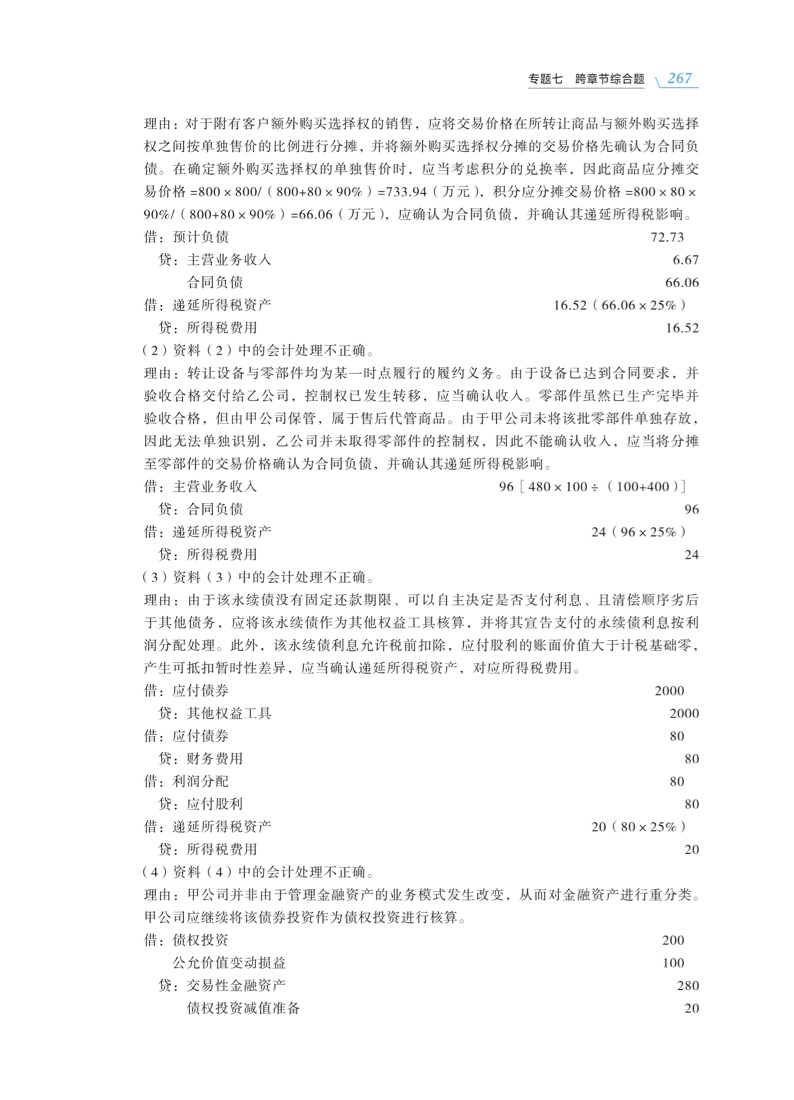 专题七　跨章节综合题　267
理由：对于附有客户额外购买选择权的销售，应将交易价格在所转让商品与额外购买选择
权之间按单独售价的比例进行分摊，并将额外购买选择权分摊的交易价格先确认为合同负
债。在确定额外购买选择权的单独售价时，应当考虑积分的兑换率，因此商品应分摊交
易价格 =800×800/（800+80×90%）=733.94（万元），积分应分摊交易价格 =800×80×
90%/（800+80×90%）=66.06（万元），应确认为合同负债，并确认其递延所得税影响。
借：预计负债　72.73
贷：主营业务收入　6.67
合同负债　66.06
借：递延所得税资产　16.52（66.06×25%）
贷：所得税费用　16.52
（2）资料（2）中的会计处理不正确。
理由：转让设备与零部件均为某一时点履行的履约义务。由于设备已达到合同要求，并
验收合格交付给乙公司，控制权已发生转移，应当确认收入。零部件虽然已生产完毕并
验收合格，但由甲公司保管，属于售后代管商品。由于甲公司未将该批零部件单独存放，
因此无法单独识别，乙公司并未取得零部件的控制权，因此不能确认收入，应当将分摊
至零部件的交易价格确认为合同负债，并确认其递延所得税影响。
借：主营业务收入　96［480×100÷（100+400）］
贷：合同负债　96
借：递延所得税资产　24（96×25%）
贷：所得税费用　24
（3）资料（3）中的会计处理不正确。
理由：由于该永续债没有固定还款期限、可以自主决定是否支付利息、且清偿顺序劣后
于其他债务，应将该永续债作为其他权益工具核算，并将其宣告支付的永续债利息按利
润分配处理。此外，该永续债利息允许税前扣除，应付股利的账面价值大于计税基础零，
产生可抵扣暂时性差异，应当确认递延所得税资产，对应所得税费用。
借：应付债券　2000
贷：其他权益工具　2000
借：应付债券　80
贷：财务费用　80
借：利润分配　80
贷：应付股利　80
借：递延所得税资产　20（80×25%）
贷：所得税费用　20
（4）资料（4）中的会计处理不正确。
理由：甲公司并非由于管理金融资产的业务模式发生改变，从而对金融资产进行重分类。
甲公司应继续将该债券投资作为债权投资进行核算。
借：债权投资　200
公允价值变动损益　100
贷：交易性金融资产　280
债权投资减值准备　20